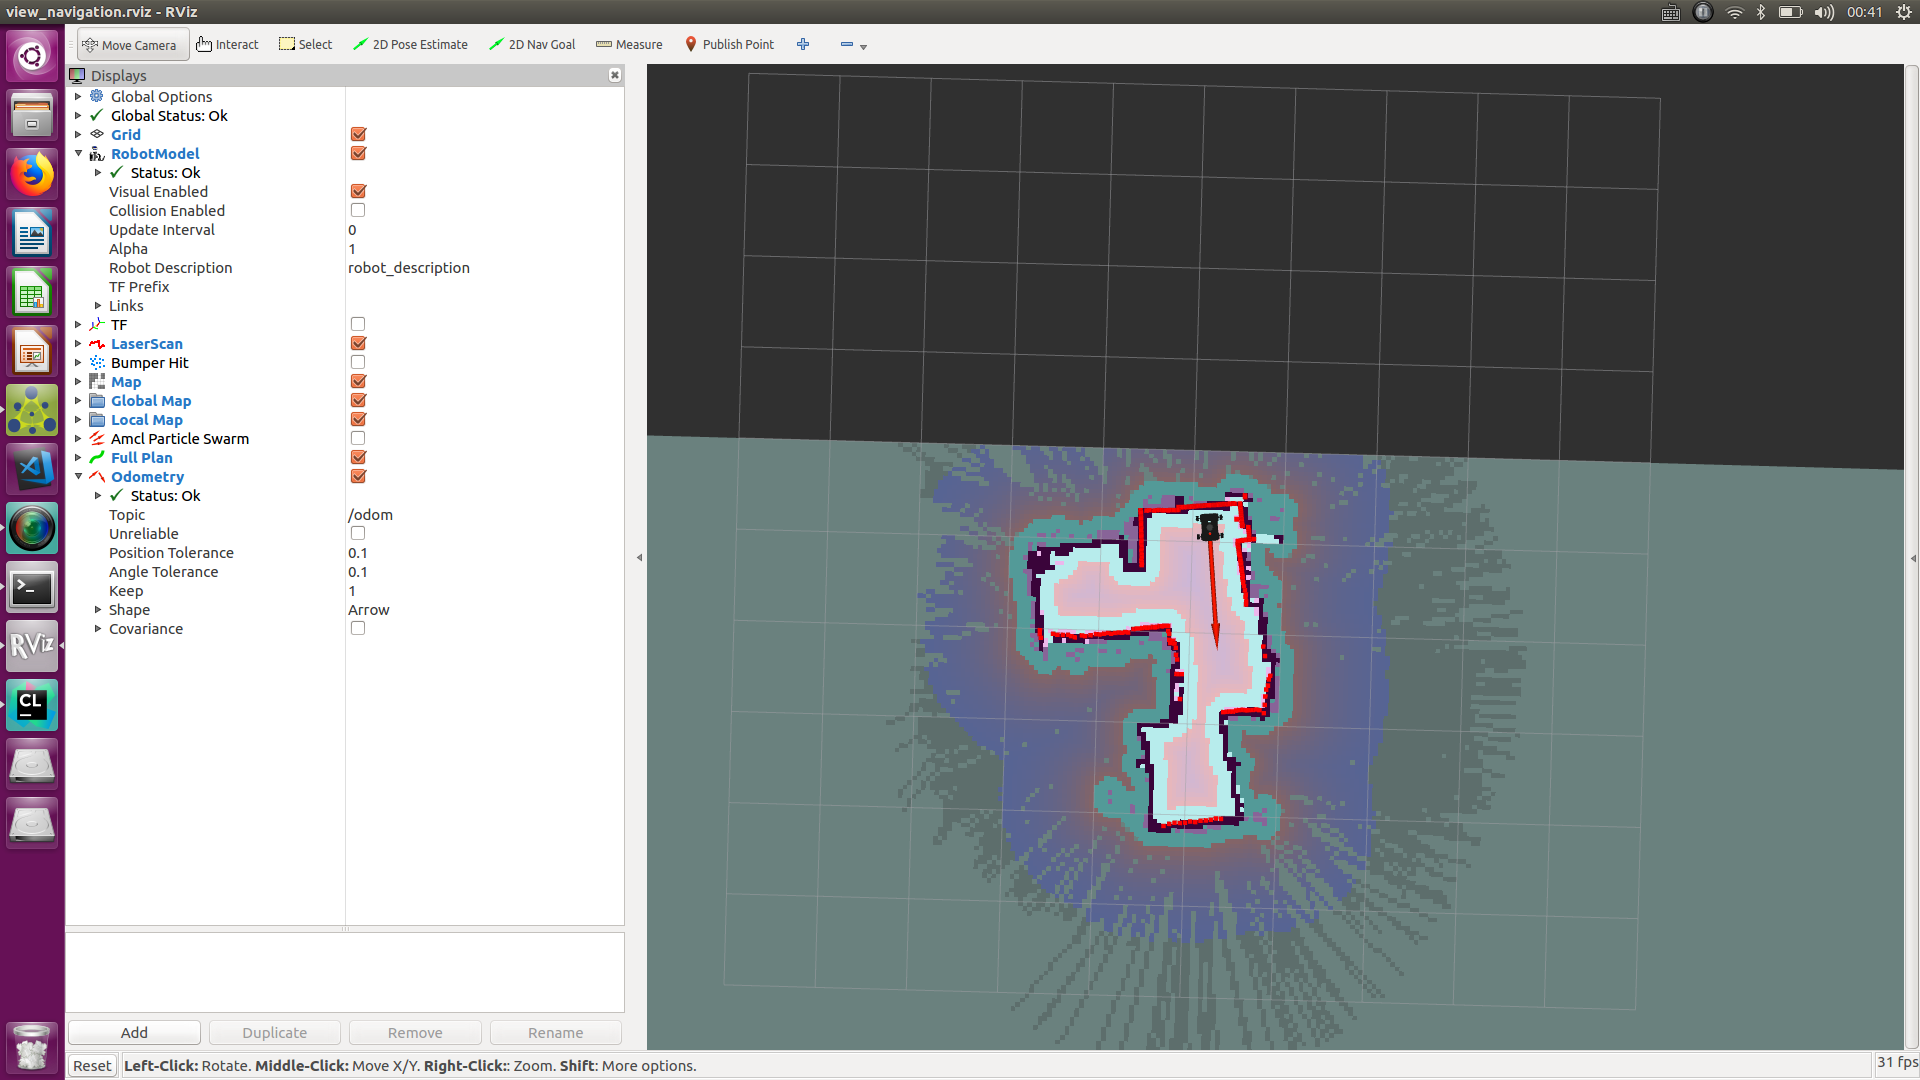 view_navigation.rviz - RViz
00:41
Move Camera Interact Select 2D Pose Estimate 2D Nav Goal Measure Publish Point
Displays
Global Options
Global Status: Ok
Grid
RobotModel
Status: Ok
Visual Enabled
Collision Enabled
Update Interval 0
Alpha 1
Robot Description robot_description
TF Prefix
Links
TF
LaserScan
Bumper Hit
Map
Global Map
Local Map
Amcl Particle Swarm
Full Plan
Odometry
Status: Ok
Topic /odom
Unreliable
Position Tolerance 0.1
Angle Tolerance 0.1
Keep 1
Shape Arrow
Covariance
RViz
CL
Add Duplicate Remove Rename
Reset Left-Click: Rotate. Middle-Click: Move X/Y. Right-Click:: Zoom. Shift: More options. 31 fps